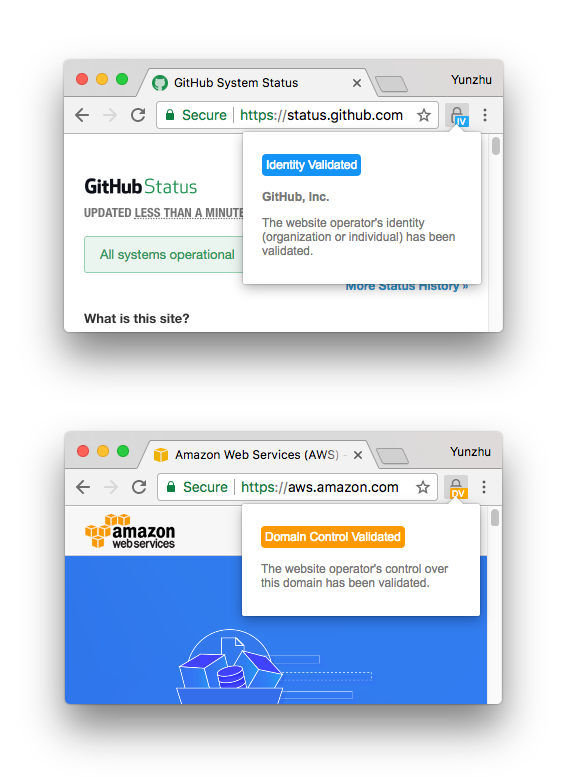 GitHub System Status
Yunzhu
Secure https://status.github.com
IV
Identity Validated
GitHub Status
GitHub, Inc.
UPDATED LESS THAN A MINUTE
The website operator's identity
(organization or individual) has been
validated.
All systems operational
More Status History »
What is this site?
Amazon Web Services (AWS) -
Yunzhu
Secure https://aws.amazon.com
DV
amazon
webservices
Domain Control Validated
The website operator's control over
this domain has been validated.